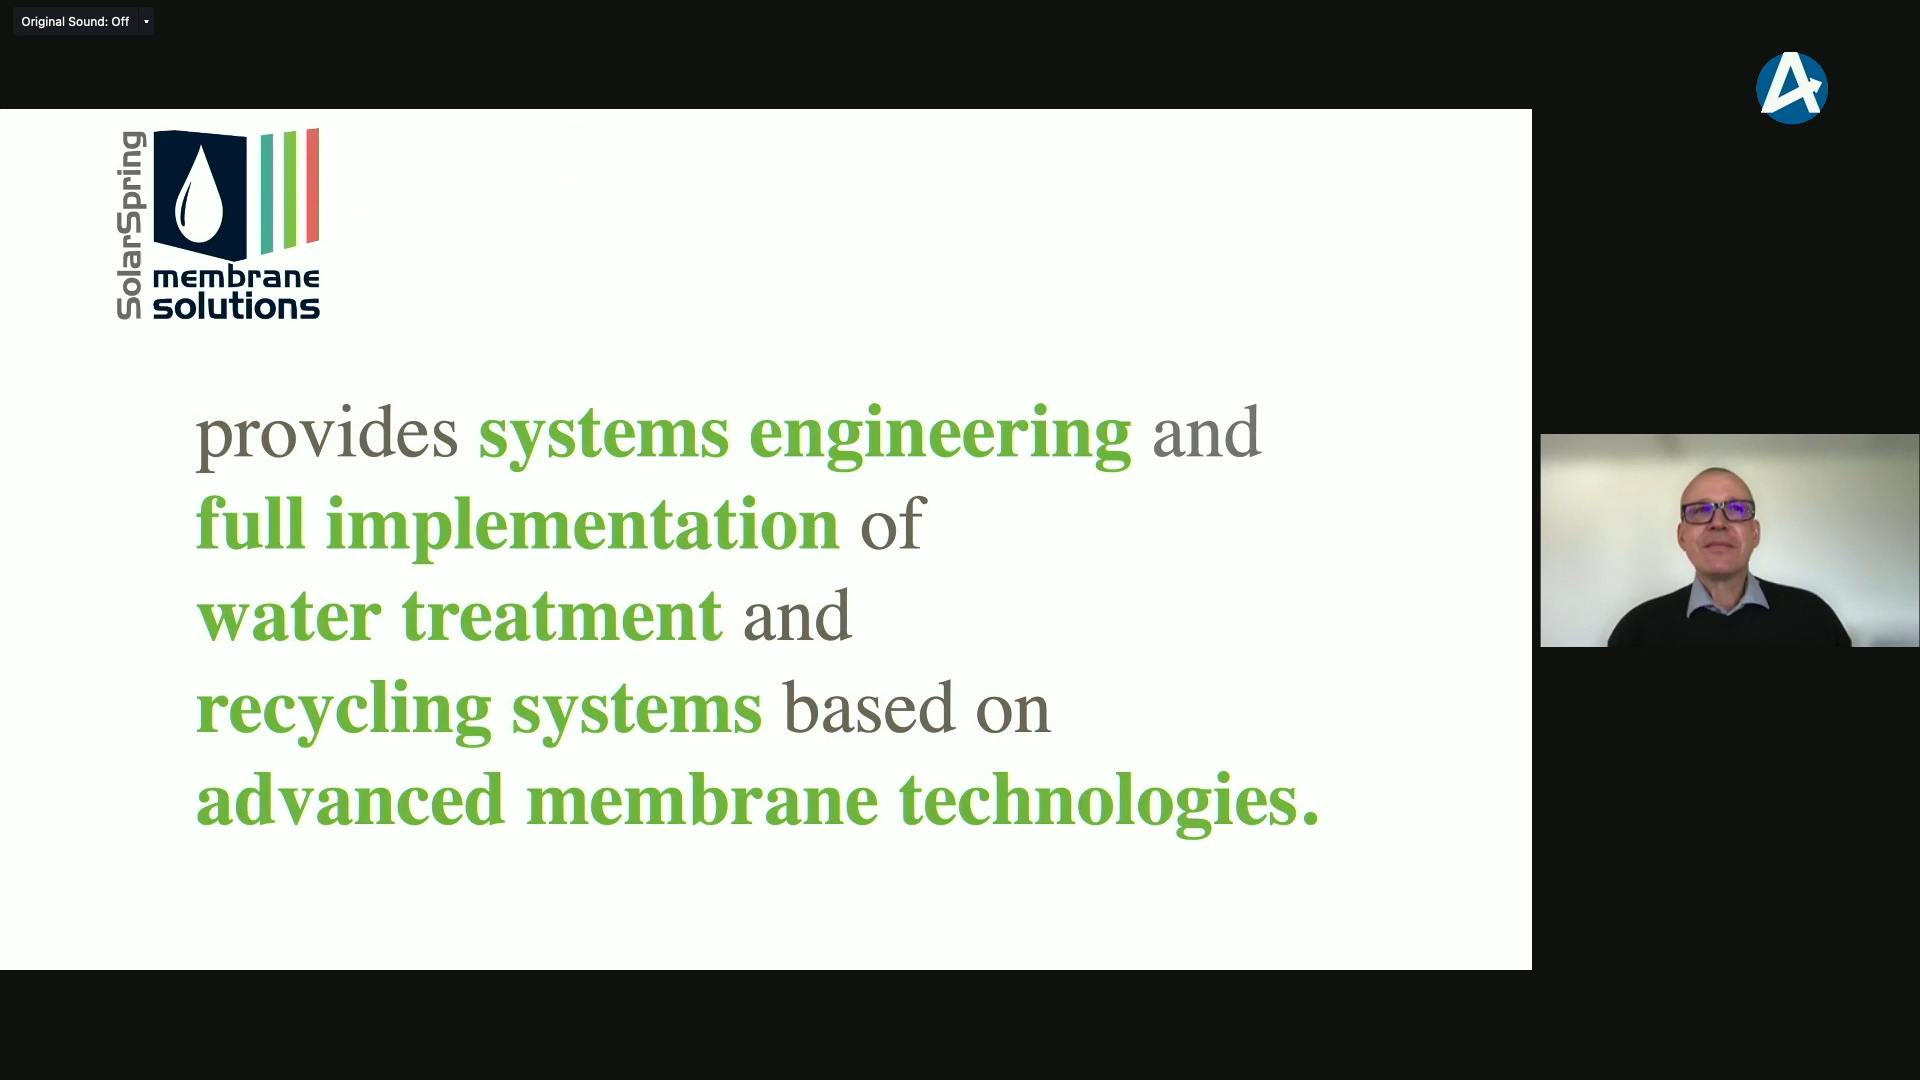 Original Sound: Off
SolarSpring
membrane
solutions
provides systems engineering and
full implementation of
water treatment and
recycling systems based on
advanced membrane technologies.